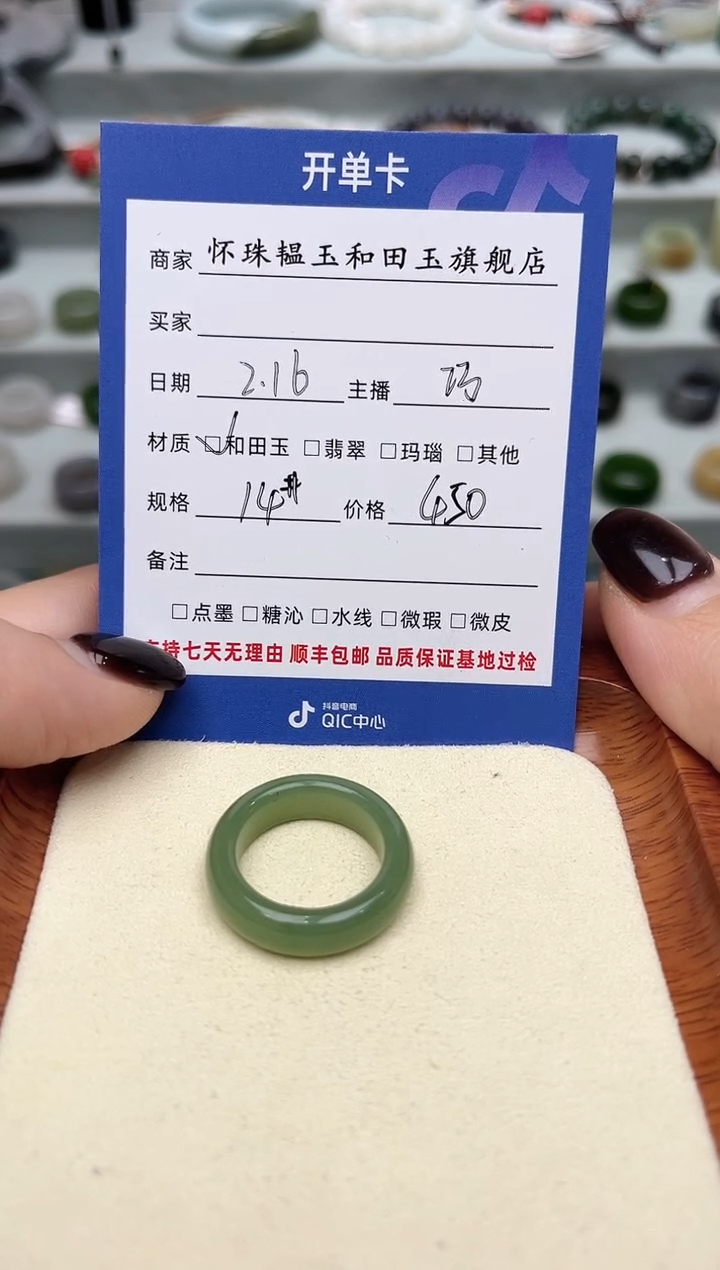 开单卡
商家 怀珠韫玉和田玉旗舰店
买家
日期 2.16 主播 巧
材质 ☑和田玉 □翡翠 □玛瑙 □其他
规格 14# 价格 450
备注
□点墨 □糖沁 □水线 □微瑕 □微皮
支持七天无理由 顺丰包邮 品质保证基地过检
抖音电商
QIC中心